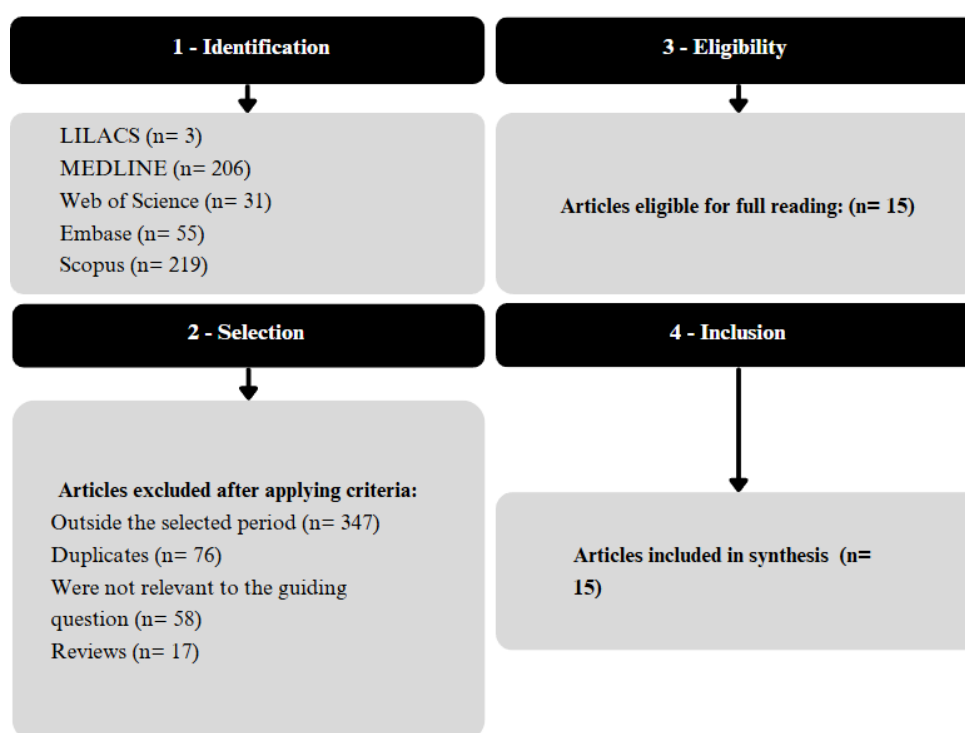 1 - Identification
LILACS (n= 3)
MEDLINE (n= 206)
Web of Science (n= 31)
Embase (n= 55)
Scopus (n= 219)
2 - Selection
Articles excluded after applying criteria:
Outside the selected period (n= 347)
Duplicates (n= 76)
Were not relevant to the guiding
question (n= 58)
Reviews (n= 17)
3 - Eligibility
Articles eligible for full reading: (n= 15)
4 - Inclusion
Articles included in synthesis (n=
15)